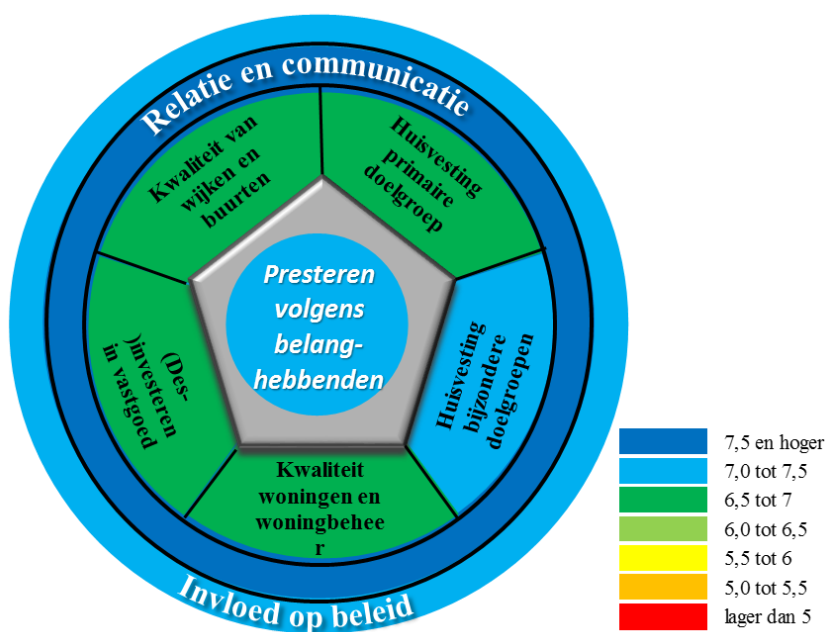 Relatie en communicatie
Kwaliteit van
wijken en
buurten
Huisvesting
primaire
doelgroep
Presteren
volgens
belang-
hebbenden
(Des-
)investeren
in vastgoed
Huisvesting
bijzondere
doelgroepen
Kwaliteit
woningen en
woningbehee
r
Invloed op beleid
7,5 en hoger
7,0 tot 7,5
6,5 tot 7
6,0 tot 6,5
5,5 tot 6
5,0 tot 5,5
lager dan 5